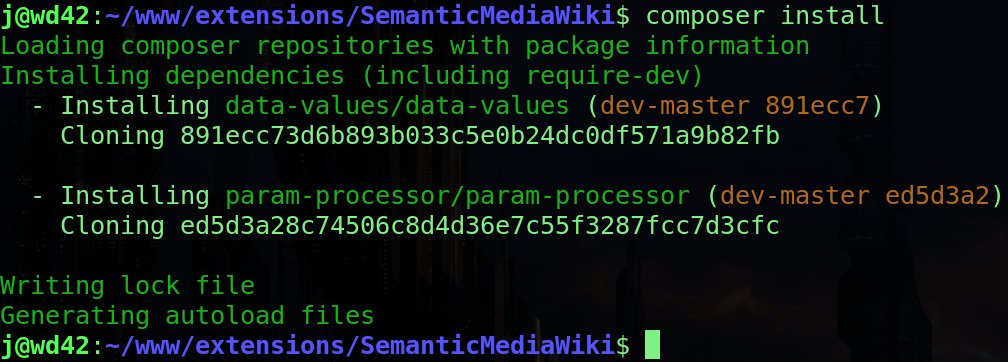 j@wd42:~/www/extensions/SemanticMediaWiki$ composer install
Loading composer repositories with package information
Installing dependencies (including require-dev)
  - Installing data-values/data-values (dev-master 891ecc7)
    Cloning 891ecc73d6b893b033c5e0b24dc0df571a9b82fb
  - Installing param-processor/param-processor (dev-master ed5d3a2)
    Cloning ed5d3a28c74506c8d4d36e7c55f3287fcc7d3cfc
Writing lock file
Generating autoload files
j@wd42:~/www/extensions/SemanticMediaWiki$